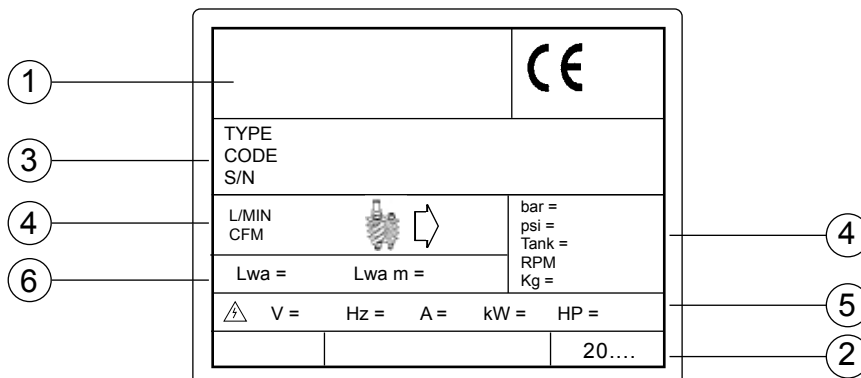 1
CE
TYPE
3
CODE
S/N
4
L/MIN
CFM
bar =
psi =
Tank =
RPM
Kg =
4
6
Lwa = Lwa m =
V = Hz = A= kW = HP =
5
20....
2